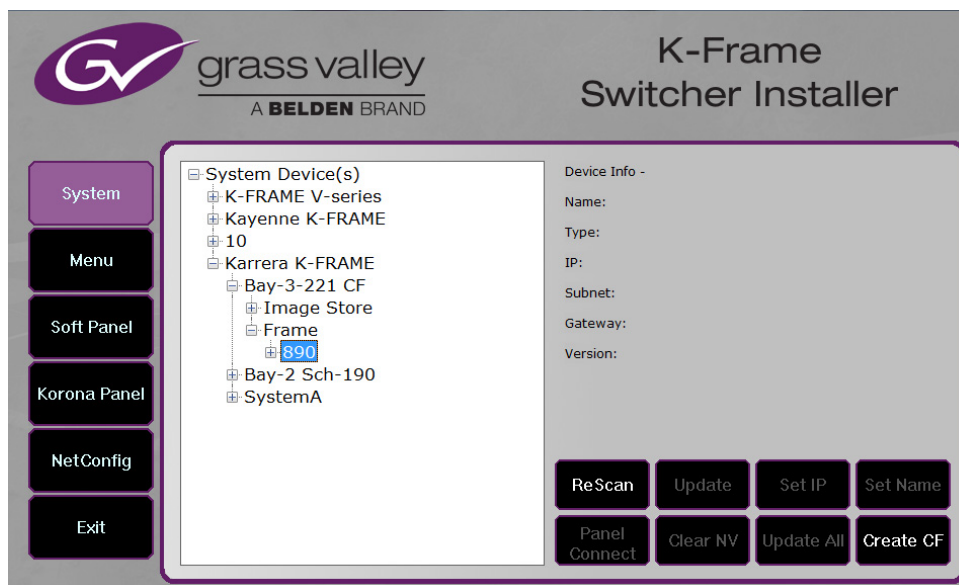 GV
grass valley
A BELDEN BRAND
K-Frame
Switcher Installer
System
Menu
Soft Panel
Korona Panel
NetConfig
Exit
System Device(s)
K-FRAME V-series
Kayenne K-FRAME
10
Karrera K-FRAME
Bay-3-221 CF
Image Store
Frame
890
Bay-2 Sch-190
SystemA
Device Info -
Name:
Type:
IP:
Subnet:
Gateway:
Version:
ReScan
Update
Set IP
Set Name
Panel
Connect
Clear NV
Update All
Create CF